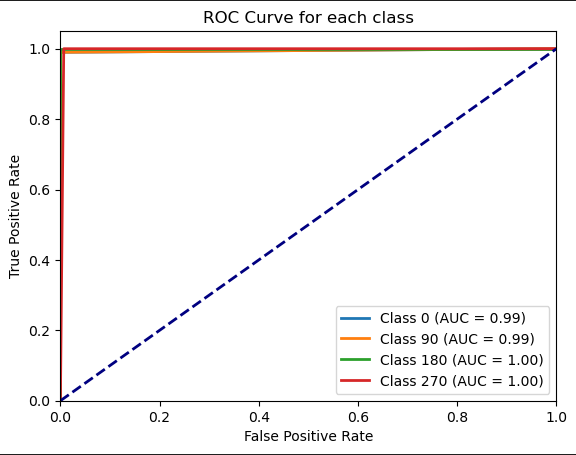 ROC Curve for each class
True Positive Rate
1.0
0.8
0.6
0.4
0.2
0.0
Class 0 (AUC = 0.99)
Class 90 (AUC = 0.99)
Class 180 (AUC = 1.00)
Class 270 (AUC = 1.00)
0.0 0.2 0.4 0.6 0.8 1.0
False Positive Rate